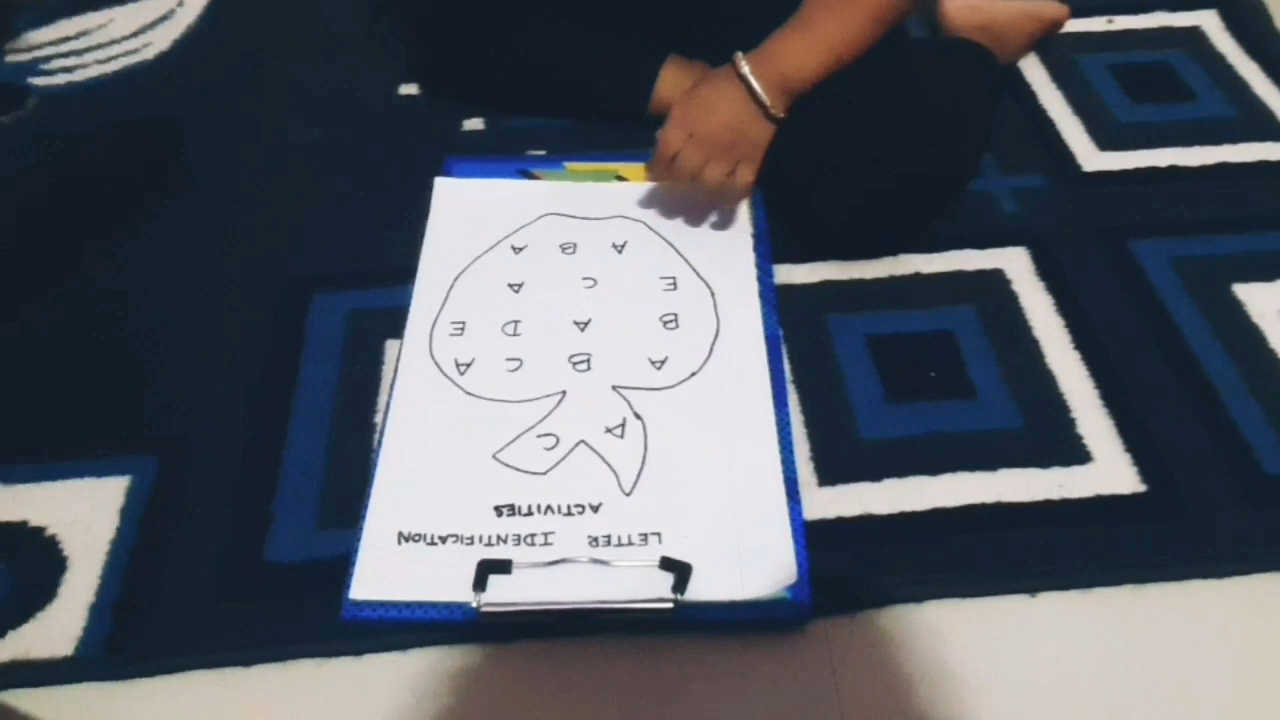 LETTER IDENTIFICATION
ACTIVITIES
A C
A B C A
B A D E
E C A
A B A